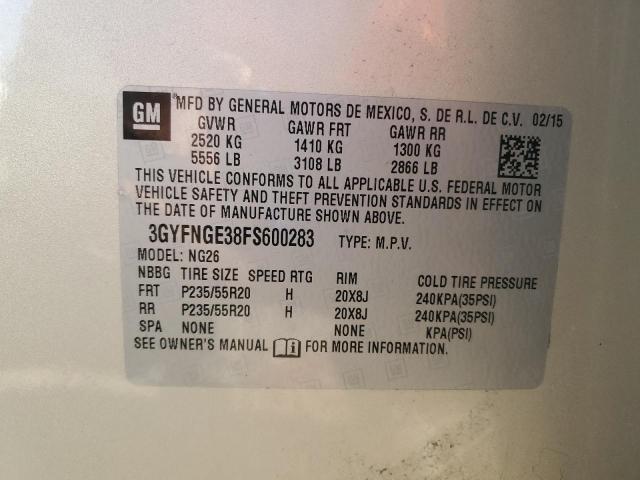 GM
®MFD BY GENERAL MOTORS DE MEXICO, S. DE R.L. DE C.V. 02/15
GVWR GAWR FRT GAWR RR
2520 KG 1410 KG 1300 KG
5556 LB 3108 LB 2866 LB
THIS VEHICLE CONFORMS TO ALL APPLICABLE U.S. FEDERAL MOTOR
VEHICLE SAFETY AND THEFT PREVENTION STANDARDS IN EFFECT ON
THE DATE OF MANUFACTURE SHOWN ABOVE.
3GYFNGE38FS600283 TYPE: M.P.V.
MODEL: NG26
NBBG TIRE SIZE SPEED RTG RIM COLD TIRE PRESSURE
FRT P235/55R20 H 20X8J 240KPA(35PSI)
RR P235/55R20 H 20X8J 240KPA(35PSI)
SPA NONE NONE KPA(PSI)
SEE OWNER'S MANUAL FOR MORE INFORMATION.